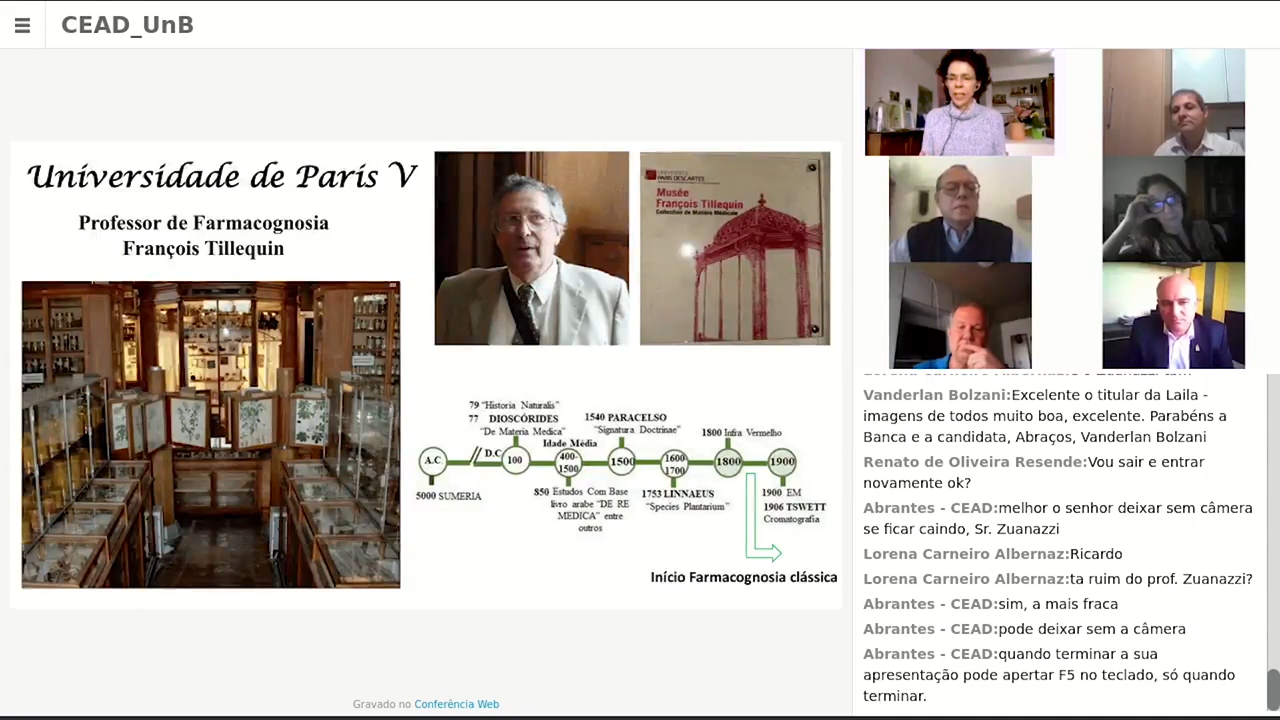 CEAD_UnB
Universidade de Paris V
Professor de Farmacognosia
François Tillequin
UNIVERSITÉ
PARIS DESCARTES
Musée
François Tillequin
Collection de Matière Médicale
79 “Historia Naturalis”
77 DIOSCÓRIDES
“De Materia Medica”
Idade Média
1540 PARACELSO
“Signatura Doctrinae”
1800 Infra Vermelho
A.C
// D.C
100
400-
1500
1500
1600
1700
1800
1900
5000 SUMERIA
850 Estudos Com Base
livro arabe “DE RE
MEDICA” entre
outros
1753 LINNAEUS
“Species Plantarium”
1900 EM
1906 TSWETT
Cromatografia
Início Farmacognosia clássica
Gravado no Conferência Web
Vanderlan Bolzani:Excelente o titular da Laila -
imagens de todos muito boa, excelente. Parabéns a
Banca e a candidata, Abraços, Vanderlan Bolzani
Renato de Oliveira Resende:Vou sair e entrar
novamente ok?
Abrantes - CEAD:melhor o senhor deixar sem câmera
se ficar caindo, Sr. Zuanazzi
Lorena Carneiro Albernaz:Ricardo
Lorena Carneiro Albernaz:ta ruim do prof. Zuanazzi?
Abrantes - CEAD:sim, a mais fraca
Abrantes - CEAD:pode deixar sem a câmera
Abrantes - CEAD:quando terminar a sua
apresentação pode apertar F5 no teclado, só quando
terminar.